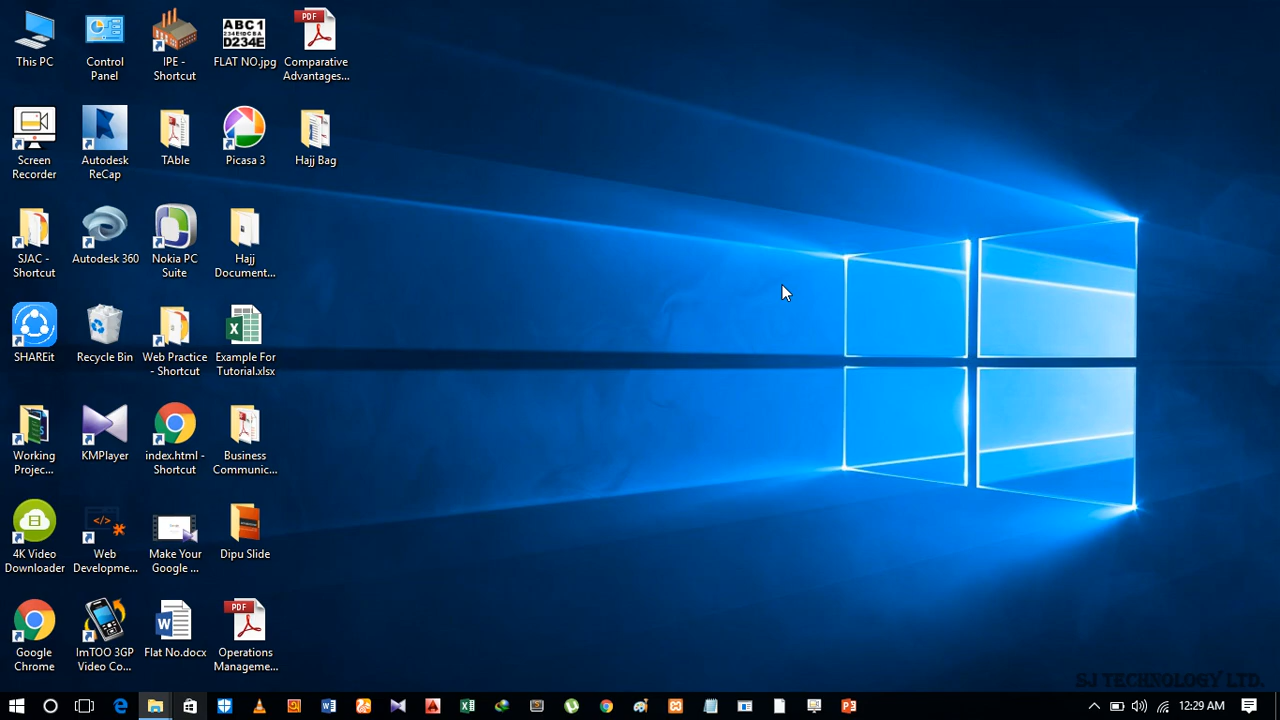 This PC
Control
Panel
IPE -
Shortcut
ABC1
234E1DCBA
D234E
FLAT NO.jpg
PDF
Comparative
Advantages...
Screen
Recorder
Autodesk
ReCap
TAble
Picasa 3
Hajj Bag
SJAC -
Shortcut
Autodesk 360
Nokia PC
Suite
Hajj
Document...
SHAREit
Recycle Bin
Web Practice
- Shortcut
Example For
Tutorial.xlsx
Working
Projec...
KMPlayer
index.html -
Shortcut
Business
Communic...
4K Video
Downloader
Web
Developme...
Make Your
Google ...
Dipu Slide
Google
Chrome
ImTOO 3GP
Video Co...
Flat No.docx
PDF
Operations
Manageme...
SJ TECHNOLOGY LTD.
12:29 AM